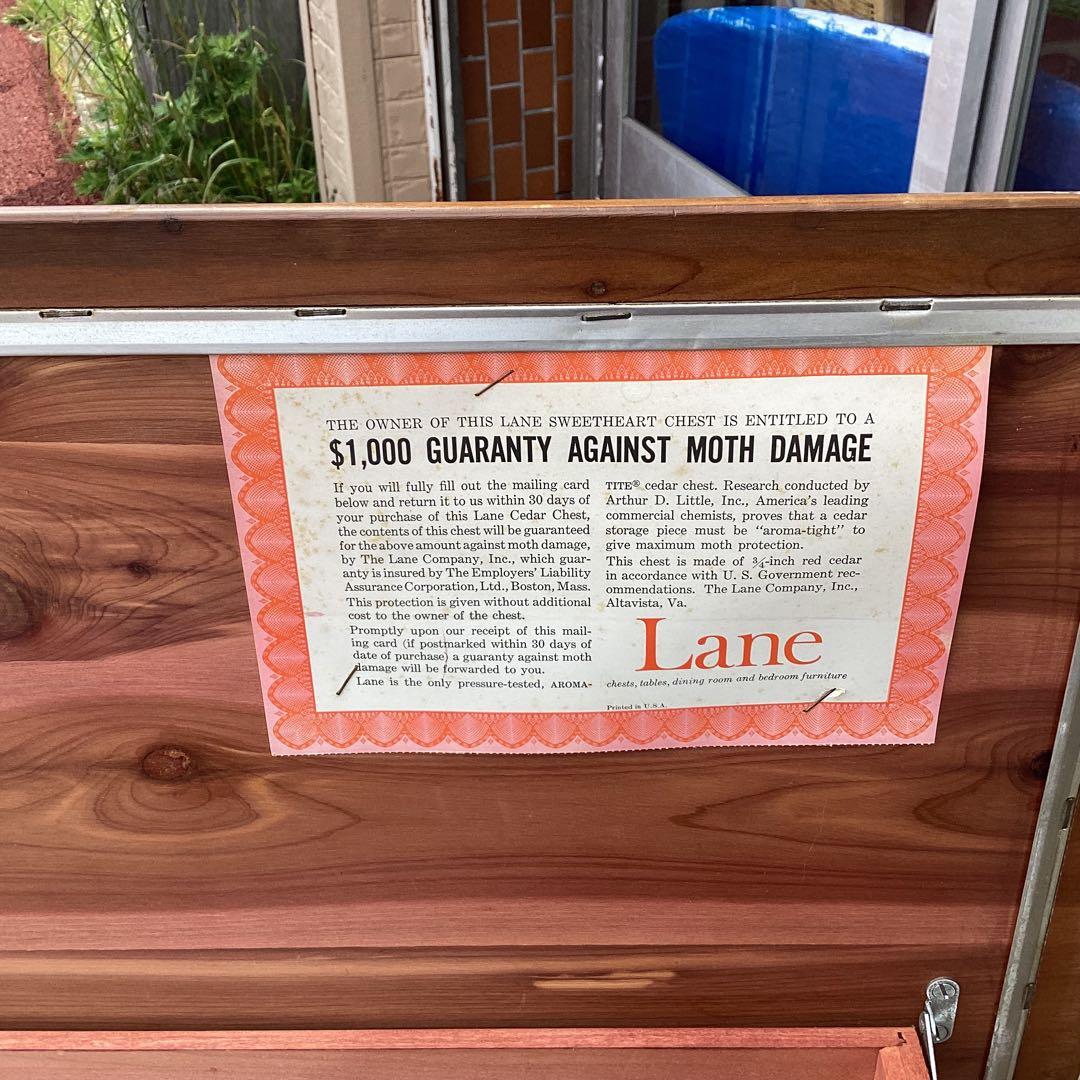 THE OWNER OF THIS LANE SWEETHEART CHEST IS ENTITLED TO A
$1,000 GUARANTY AGAINST MOTH DAMAGE
If you will fully fill out the mailing card
below and return it to us within 30 days of
your purchase of this Lane Cedar Chest,
the contents of this chest will be guaranteed
for the above amount against moth damage,
by The Lane Company, Inc., which guar-
anty is insured by The Employers' Liability
Assurance Corporation, Ltd., Boston, Mass.
This protection is given without additional
cost to the owner of the chest.
Promptly upon our receipt of this mail-
ing card (if postmarked within 30 days of
date of purchase) a guaranty against moth
damage will be forwarded to you.
Lane is the only pressure-tested, AROMA-
TITE® cedar chest. Research conducted by
Arthur D. Little, Inc., America's leading
commercial chemists, proves that a cedar
storage piece must be "aroma-tight" to
give maximum moth protection.
This chest is made of ¾-inch red cedar
in accordance with U. S. Government rec-
ommendations. The Lane Company, Inc.,
Altavista, Va.
Lane
chests, tables, dining room and bedroom furniture
Printed in U.S.A.